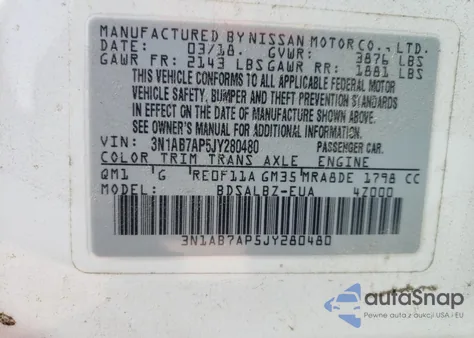 MANUFACTURED BY NISSAN MOTOR CO., LTD.
DATE: 03/18. GVWR: 3876 LBS
GAWR FR: 2143 LBS GAWR RR: 1881 LBS
THIS VEHICLE CONFORMS TO ALL APPLICABLE FEDERAL MOTOR
VEHICLE SAFETY, BUMPER AND THEFT PREVENTION STANDARDS
IN EFFECT ON THE DATE OF MANUFACTURE SHOWN ABOVE.
SEE OWNER'S MANUAL OR LOADING INFORMATION.
VIN: 3N1AB7AP5JY280480 PASSENGER CAR.
COLOR TRIM TRANS AXLE ENGINE
QM1 'G 'RE0F11A GM35 MRA8DE 1798 CC
MODEL: BDSALBZ-EUA 4Z000
3N1AB7AP5JY280480
autoSnap
Pewne auta z aukcji USA i EU